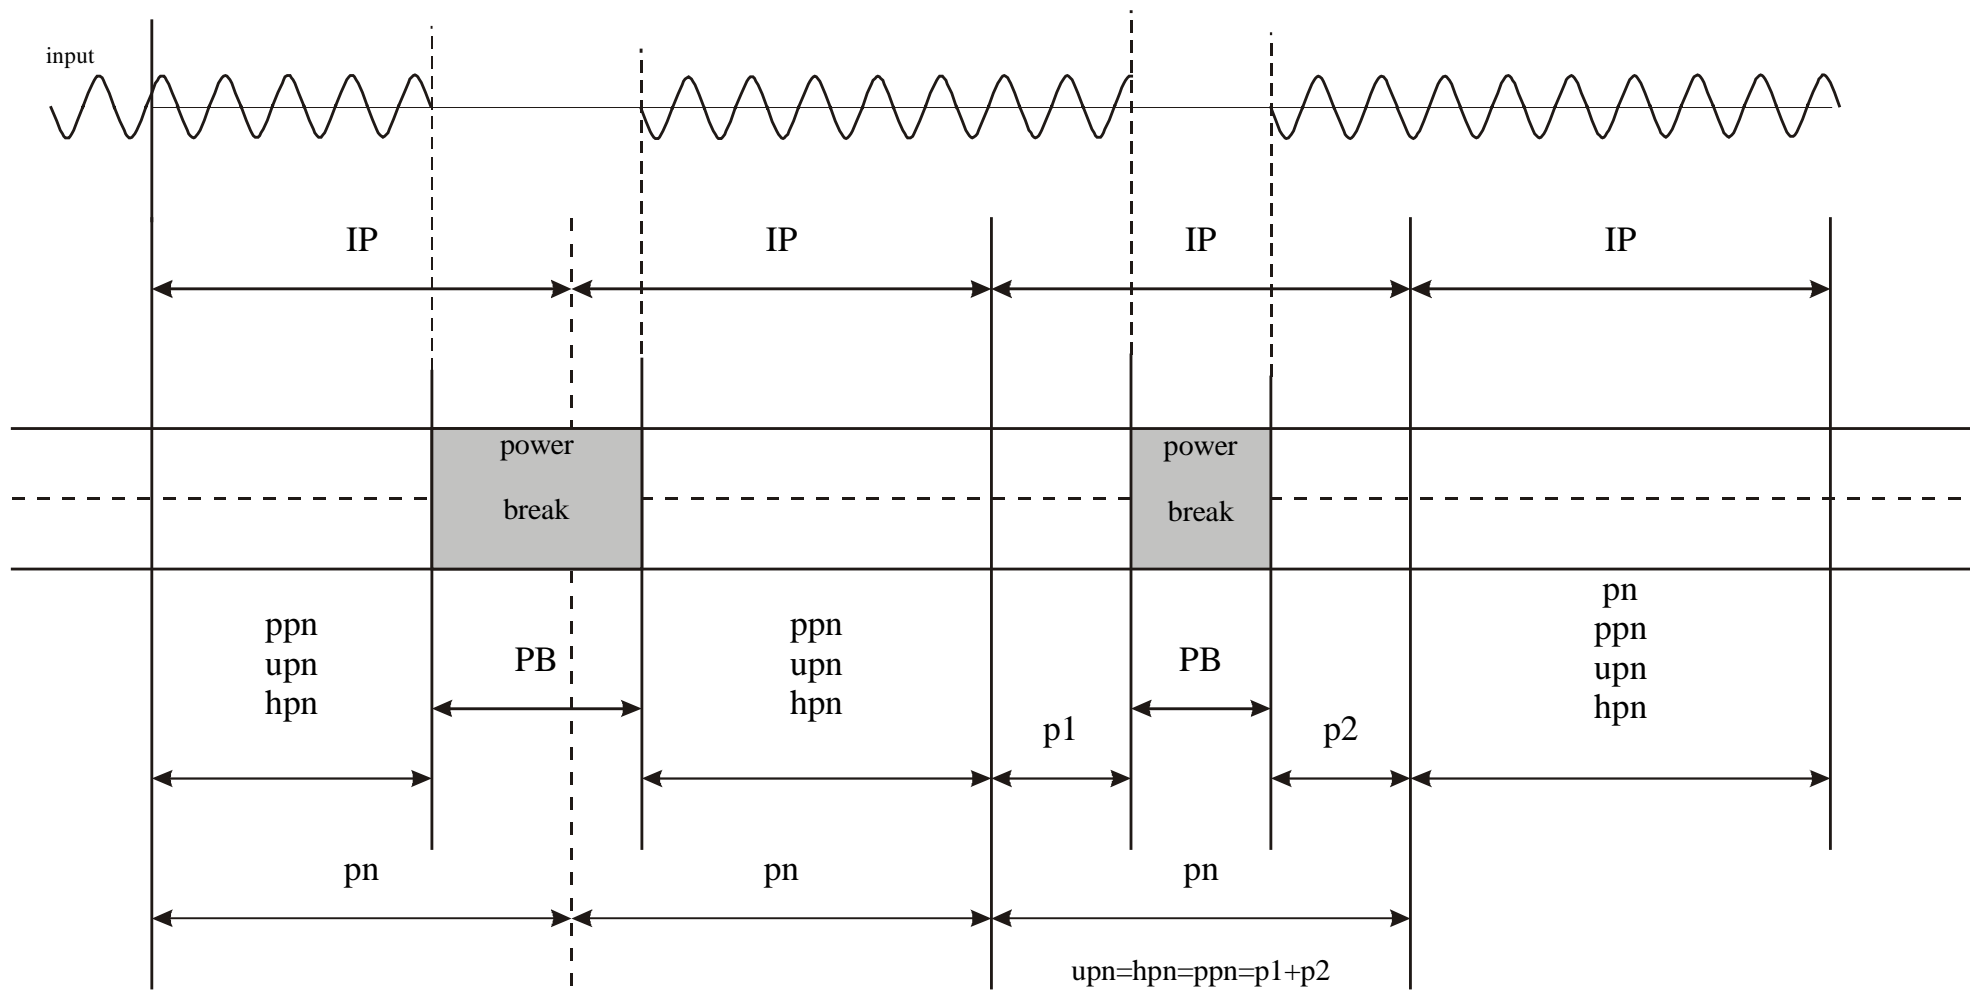 input
IP
IP
IP
IP
power
break
power
break
ppn
upn
hpn
PB
ppn
upn
hpn
p1
PB
p2
pn
ppn
upn
hpn
pn
pn
pn
upn=hpn=ppn=p1+p2